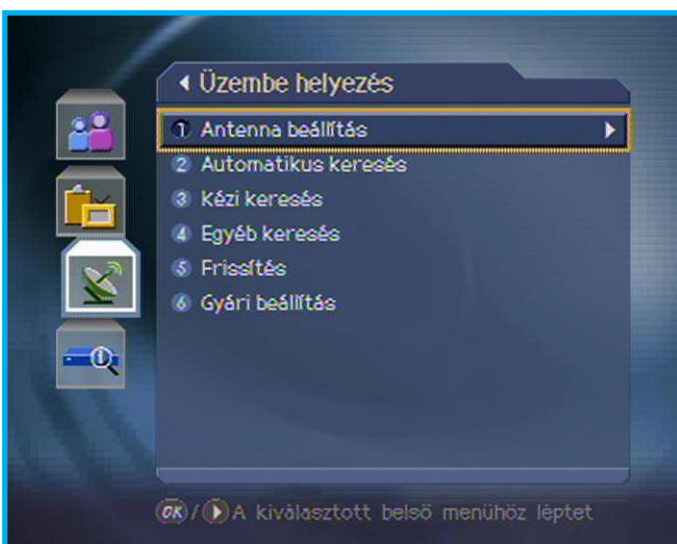 Üzembe helyezés
1 Antenna beállítás
2 Automatikus keresés
3 Kézi keresés
4 Egyéb keresés
5 Frissítés
6 Gyári beállítás
OK / A kiválasztott belső menühöz léptet